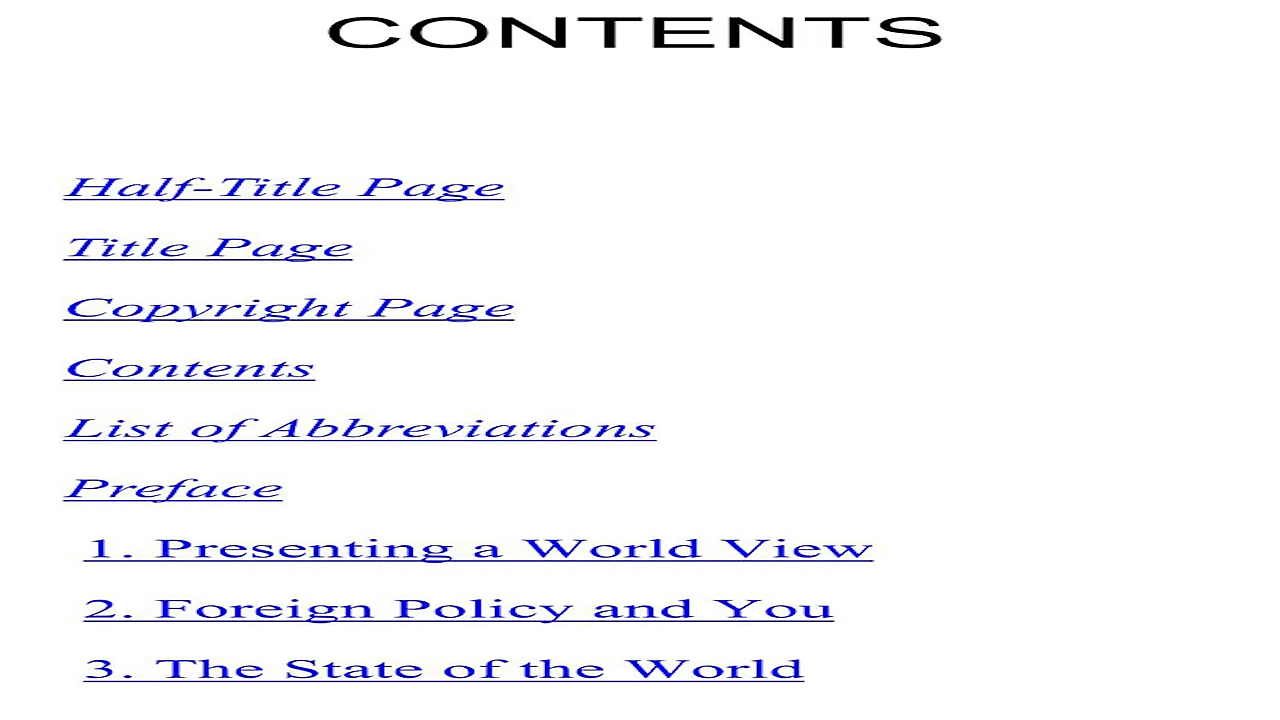 CONTENTS
Half-Title Page
Title Page
Copyright Page
Contents
List of Abbreviations
Preface
1. Presenting a World View
2. Foreign Policy and You
3. The State of the World